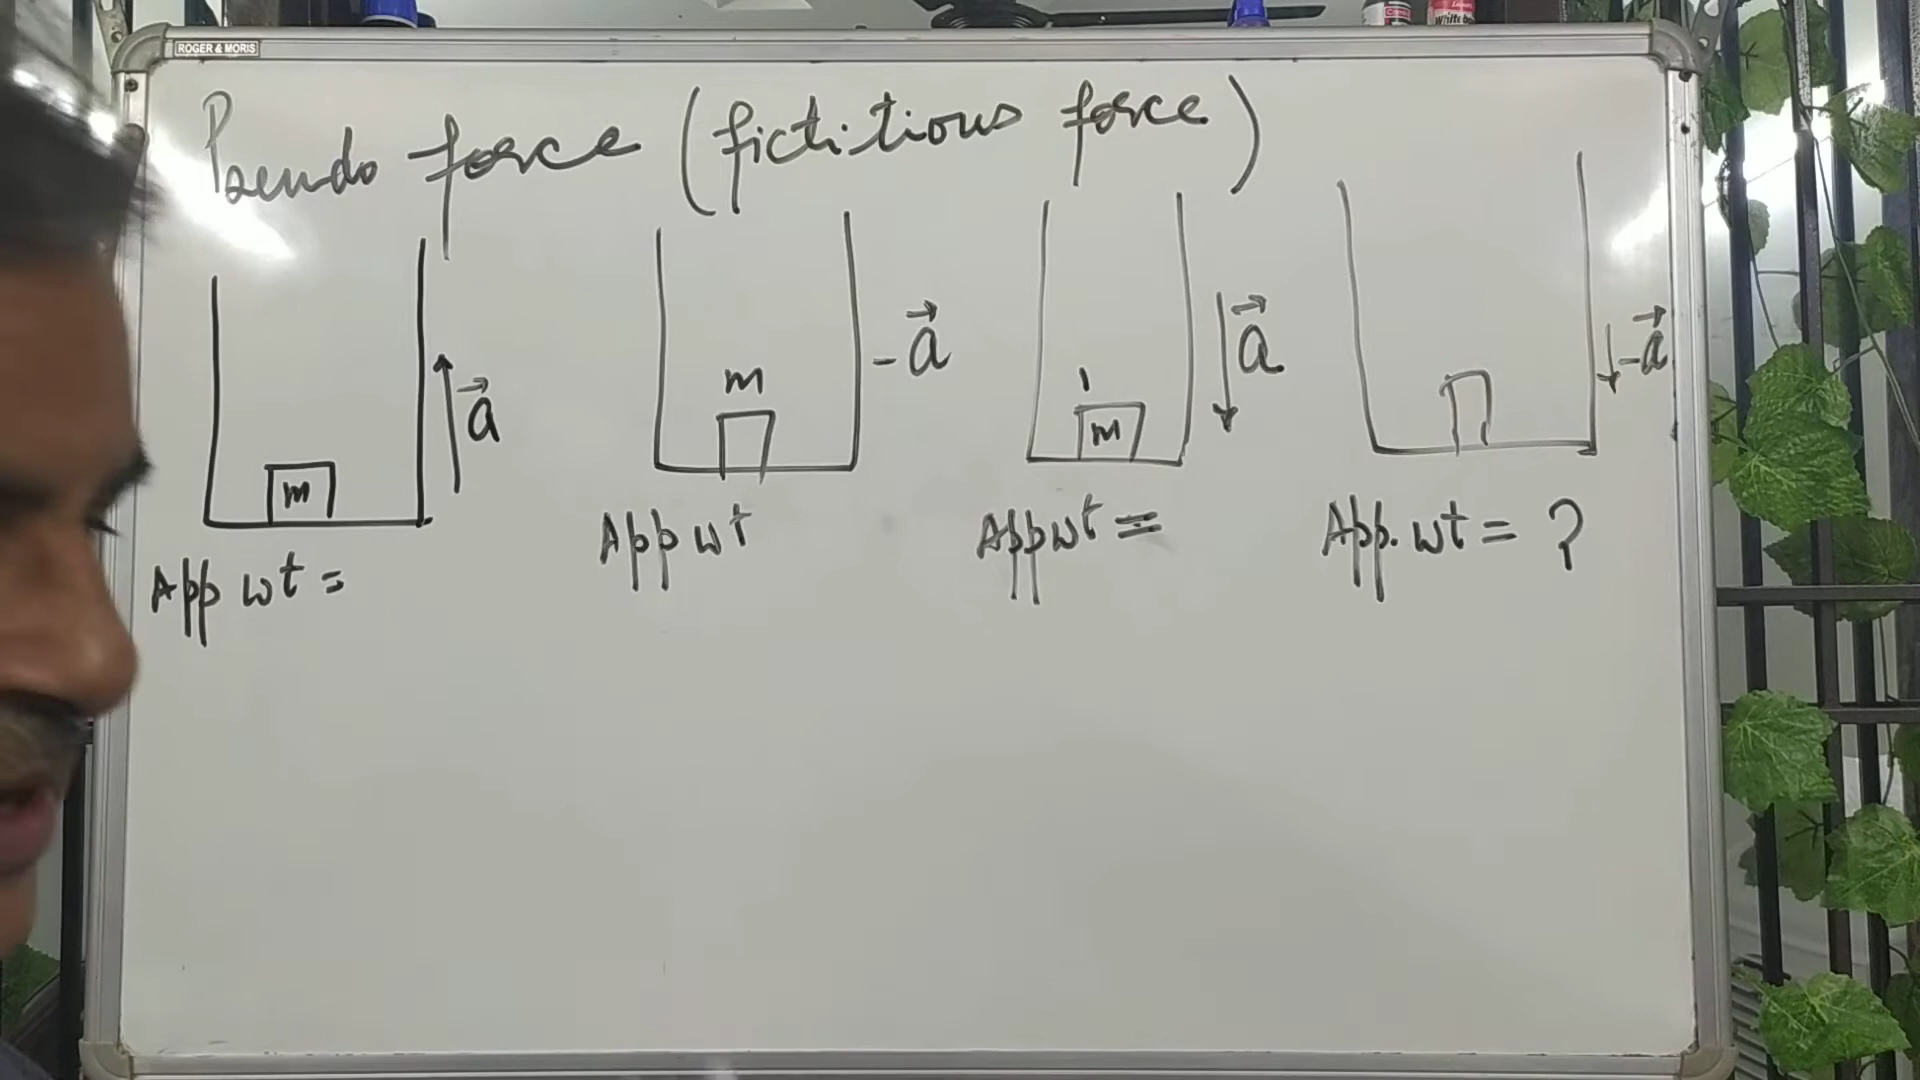 ROGER & MORIS
Pseudo force (fictitious force)
a
m
App wt =
m
-a
App wt
m
a
App wt =
-a
App. wt = ?